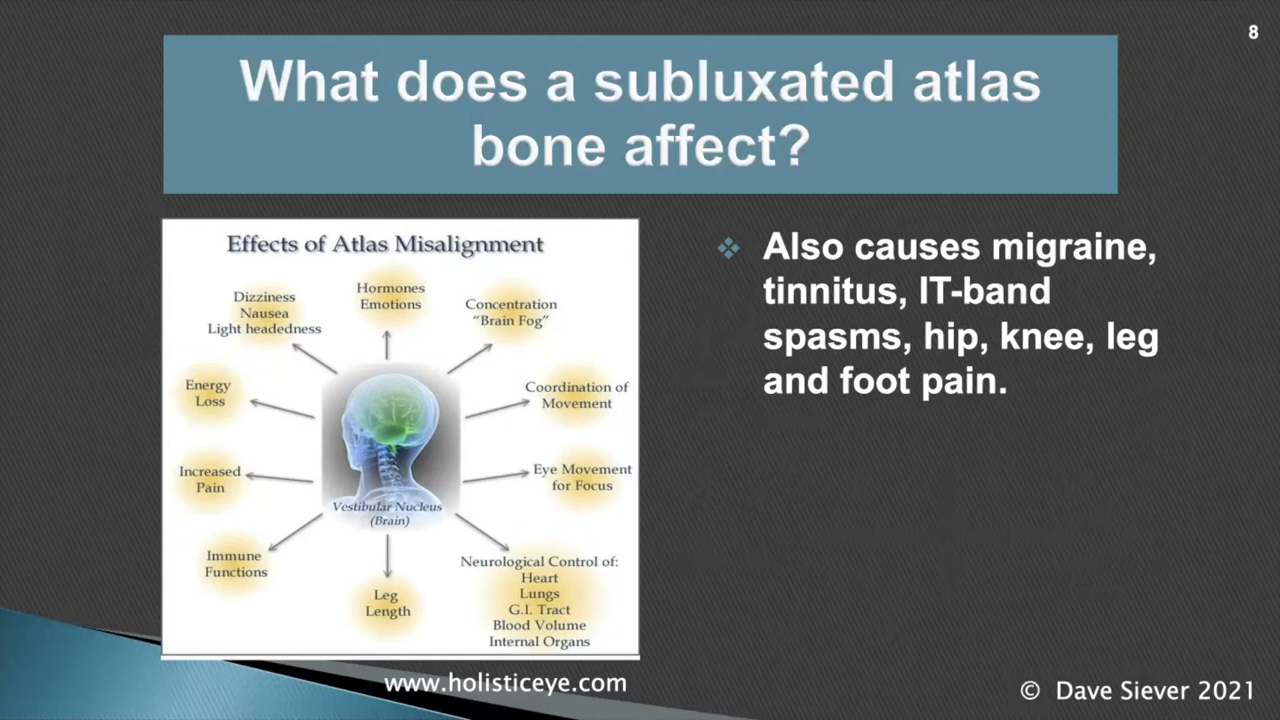 8
What does a subluxated atlas
bone affect?
Effects of Atlas Misalignment
Hormones
Emotions
Dizziness
Nausea
Light headedness
Concentration
“Brain Fog”
Energy
Loss
Coordination of
Movement
Increased
Pain
Eye Movement
for Focus
Vestibular Nucleus
(Brain)
Immune
Functions
Leg
Length
Neurological Control of:
Heart
Lungs
G.I. Tract
Blood Volume
Internal Organs
Also causes migraine,
tinnitus, IT-band
spasms, hip, knee, leg
and foot pain.
www.holisticeye.com
© Dave Siever 2021